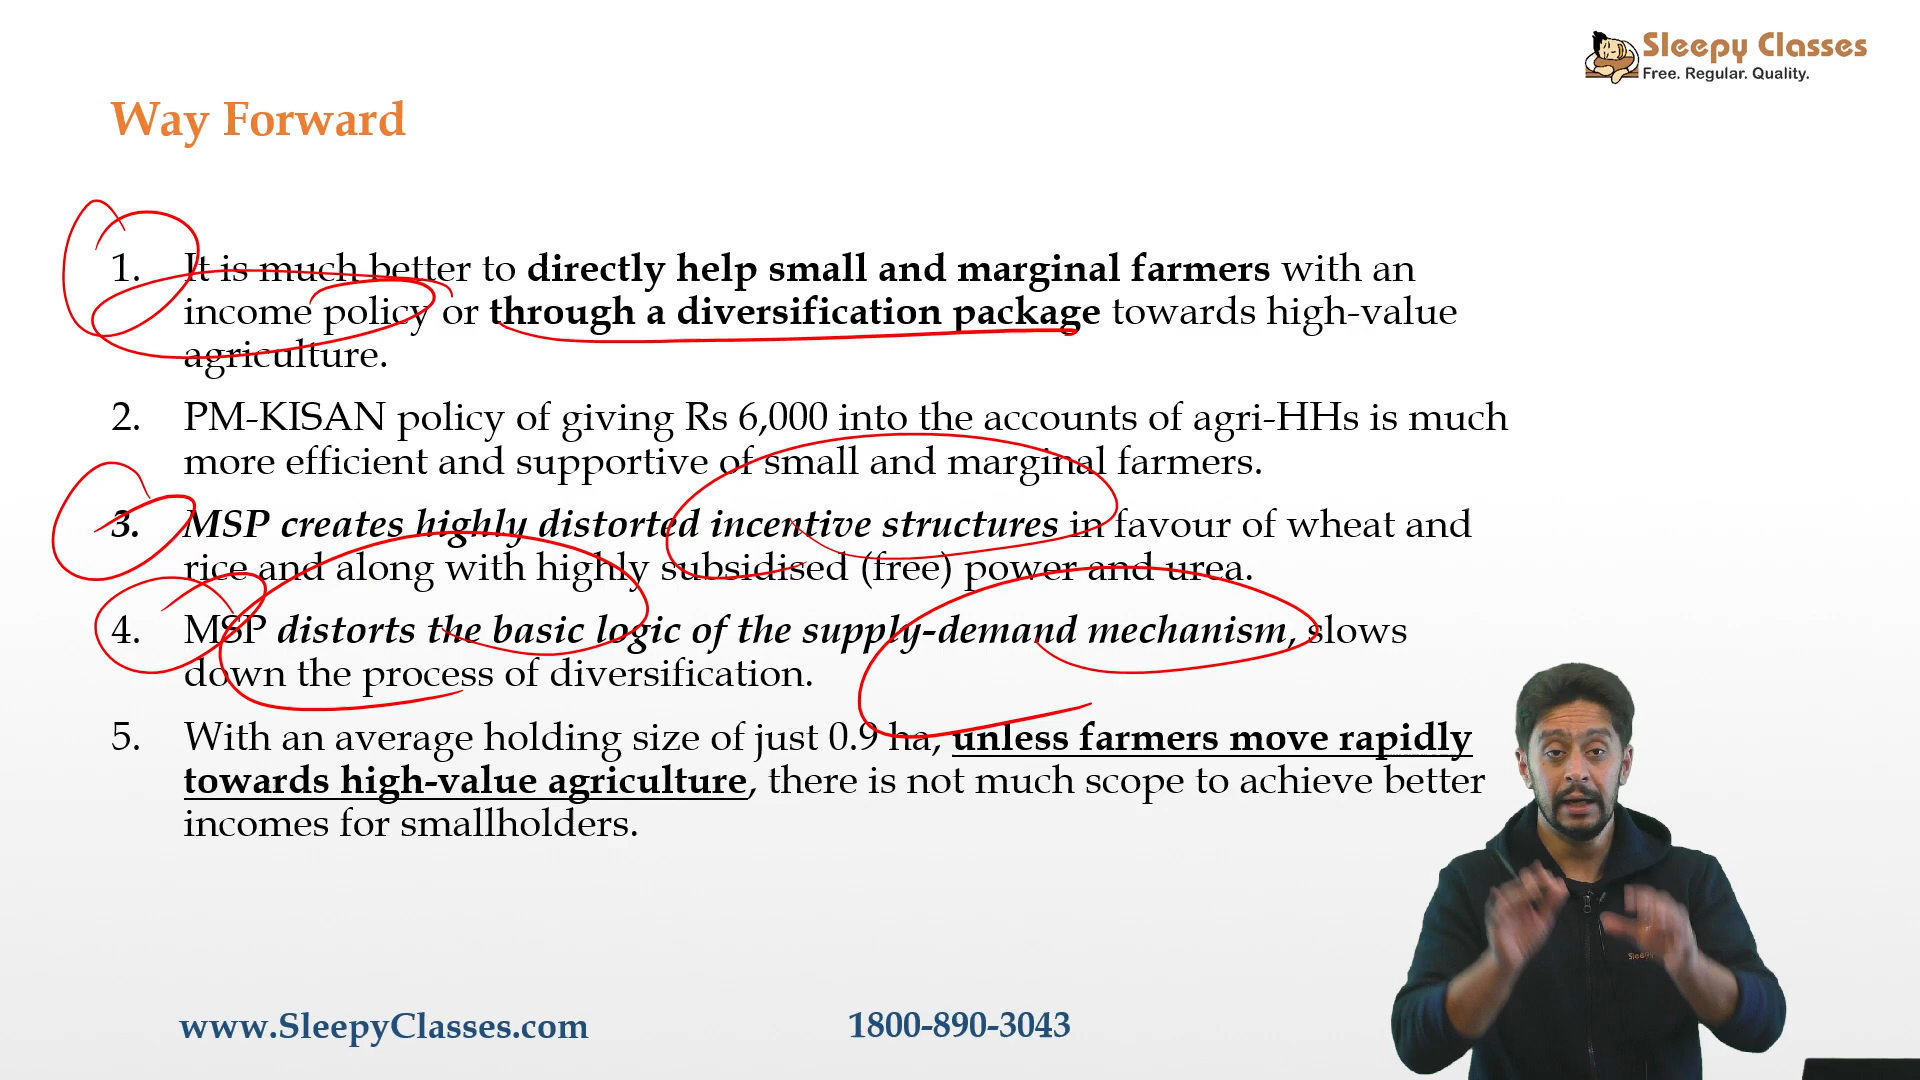 Sleepy Classes
Free. Regular. Quality.
Way Forward
1. It is much better to directly help small and marginal farmers with an
income policy or through a diversification package towards high-value
agriculture.
2. PM-KISAN policy of giving Rs 6,000 into the accounts of agri-HHs is much
more efficient and supportive of small and marginal farmers.
3. MSP creates highly distorted incentive structures in favour of wheat and
rice and along with highly subsidised (free) power and urea.
4. MSP distorts the basic logic of the supply-demand mechanism, slows
down the process of diversification.
5. With an average holding size of just 0.9 ha, unless farmers move rapidly
towards high-value agriculture, there is not much scope to achieve better
incomes for smallholders.
Sleepy
www.SleepyClasses.com
1800-890-3043